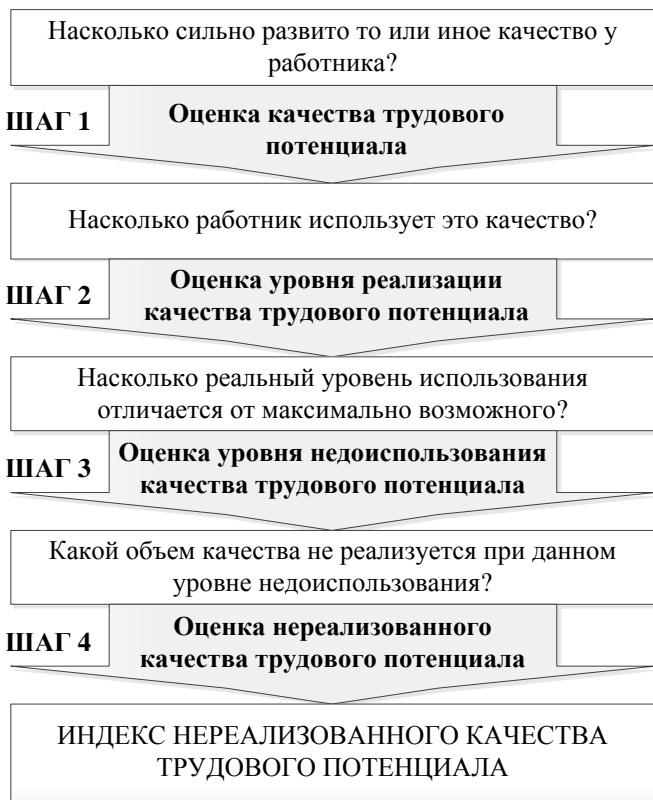 Насколько сильно развито то или иное качество у
работника?
ШАГ 1
Оценка качества трудового
потенциала
Насколько работник использует это качество?
ШАГ 2
Оценка уровня реализации
качества трудового потенциала
Насколько реальный уровень использования
отличается от максимально возможного?
ШАГ 3
Оценка уровня недоиспользования
качества трудового потенциала
Какой объем качества не реализуется при данном
уровне недоиспользования?
ШАГ 4
Оценка нереализованного
качества трудового потенциала
ИНДЕКС НЕРЕАЛИЗОВАННОГО КАЧЕСТВА
ТРУДОВОГО ПОТЕНЦИАЛА